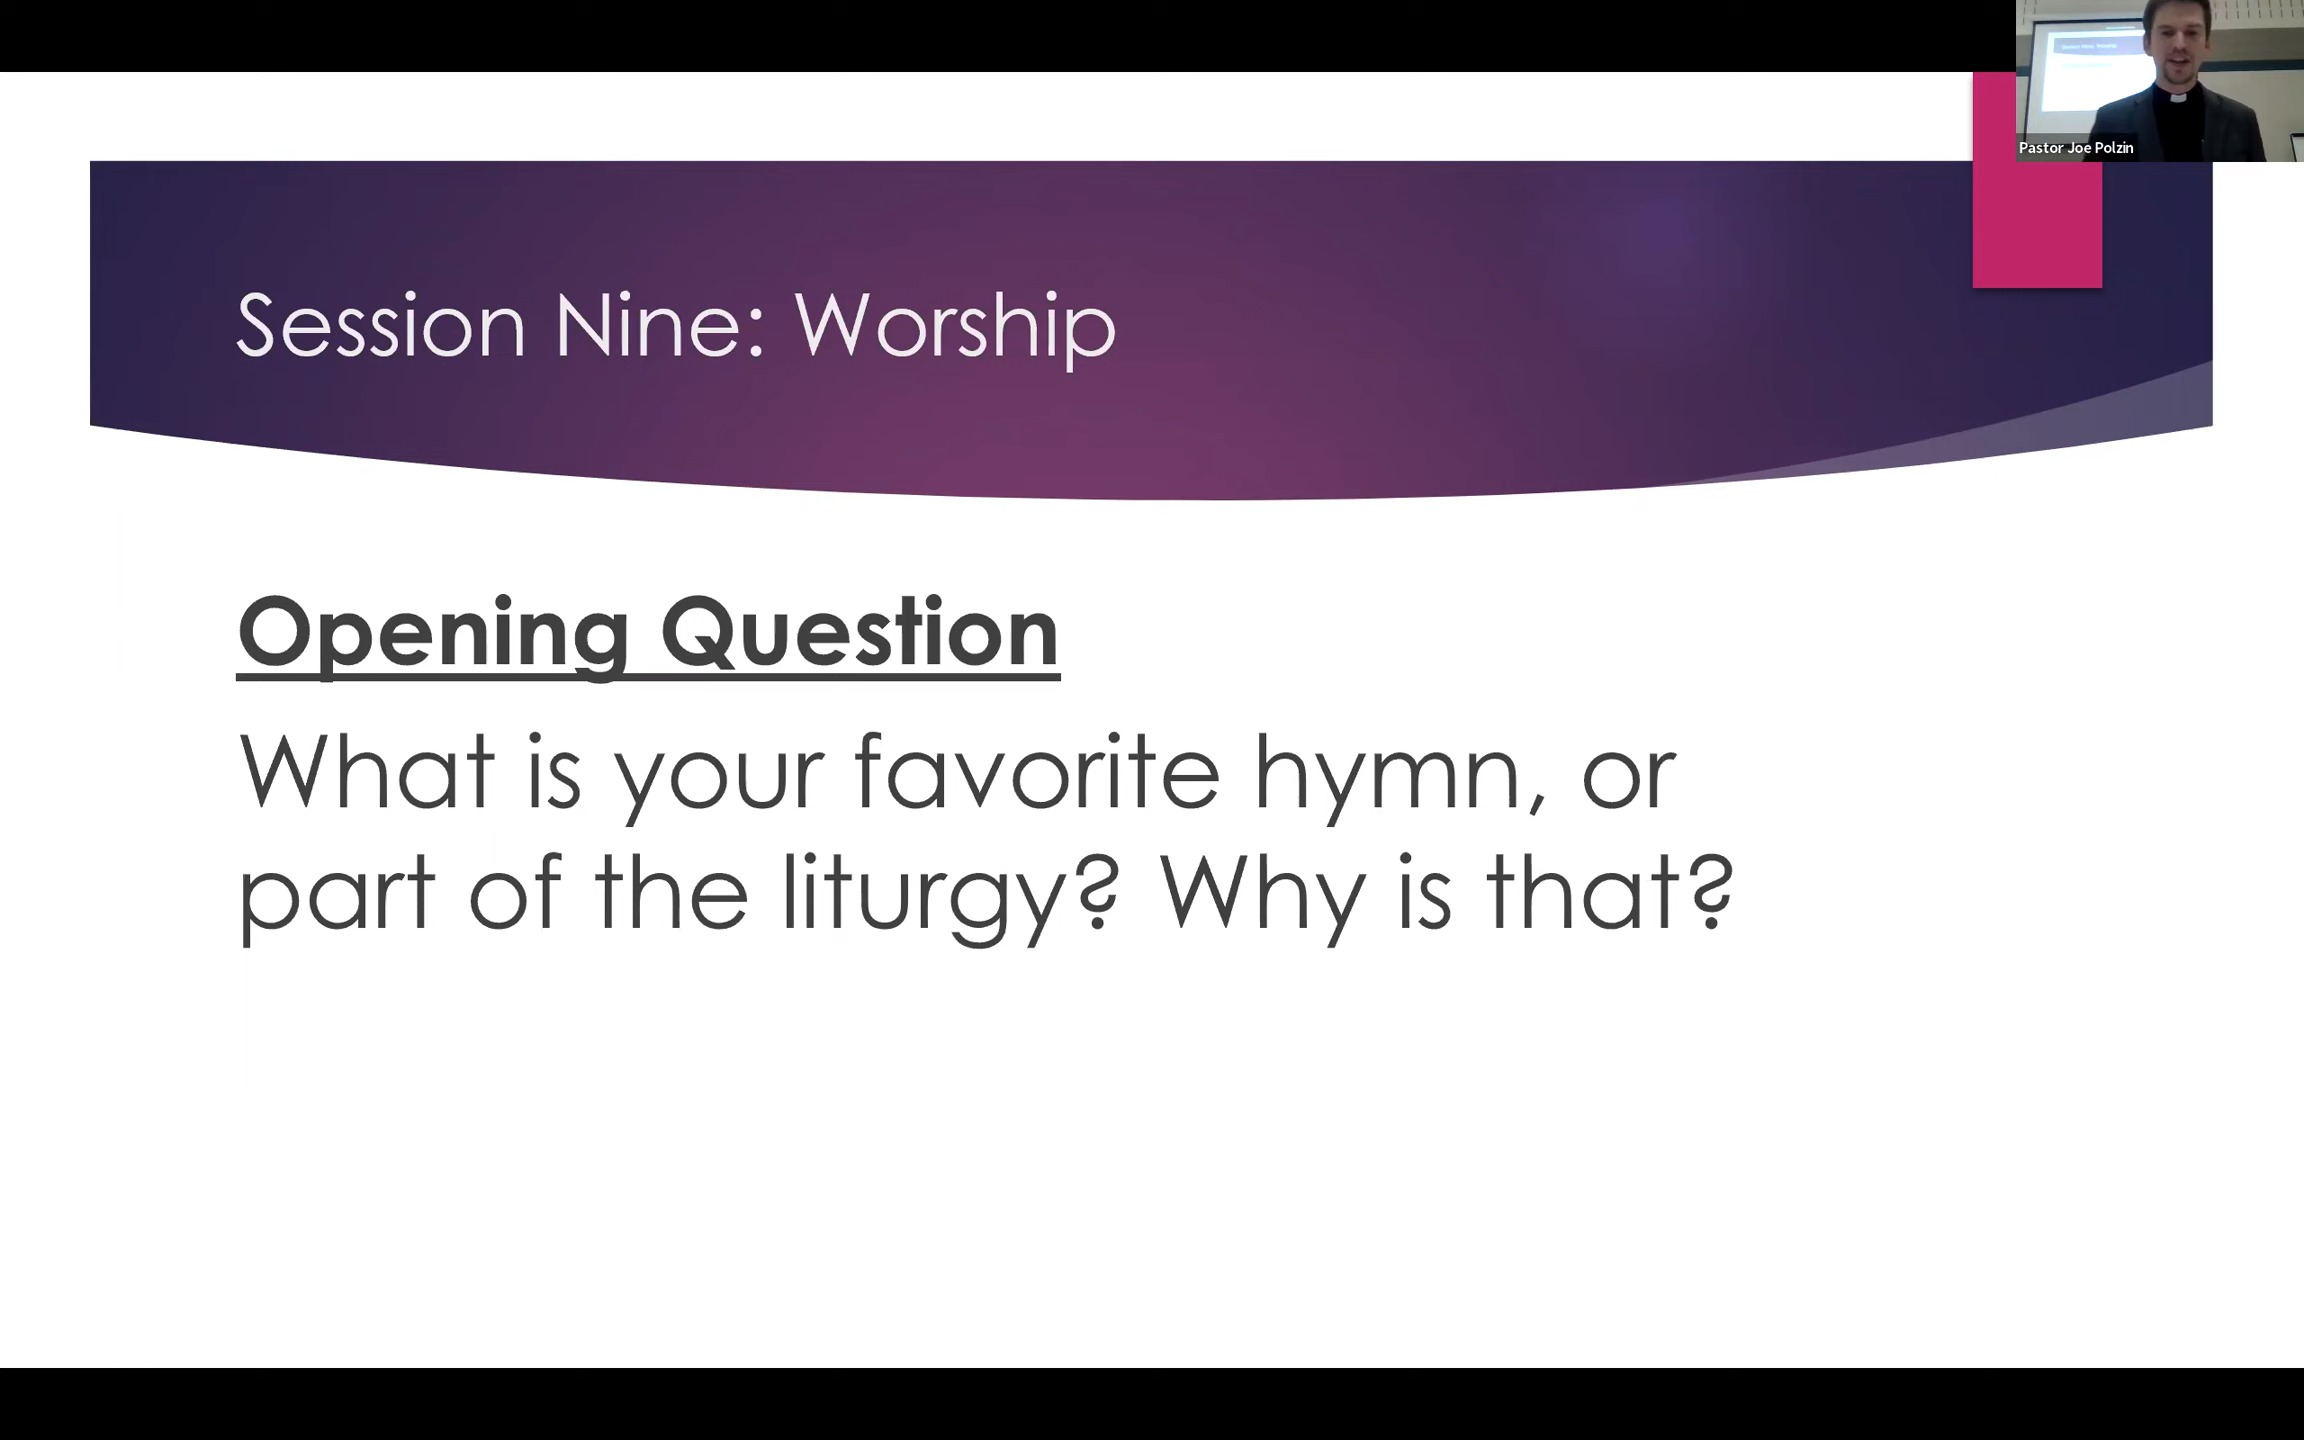 Pastor Joe Polzin
Session Nine: Worship
Opening Question
What is your favorite hymn, or
part of the liturgy? Why is that?